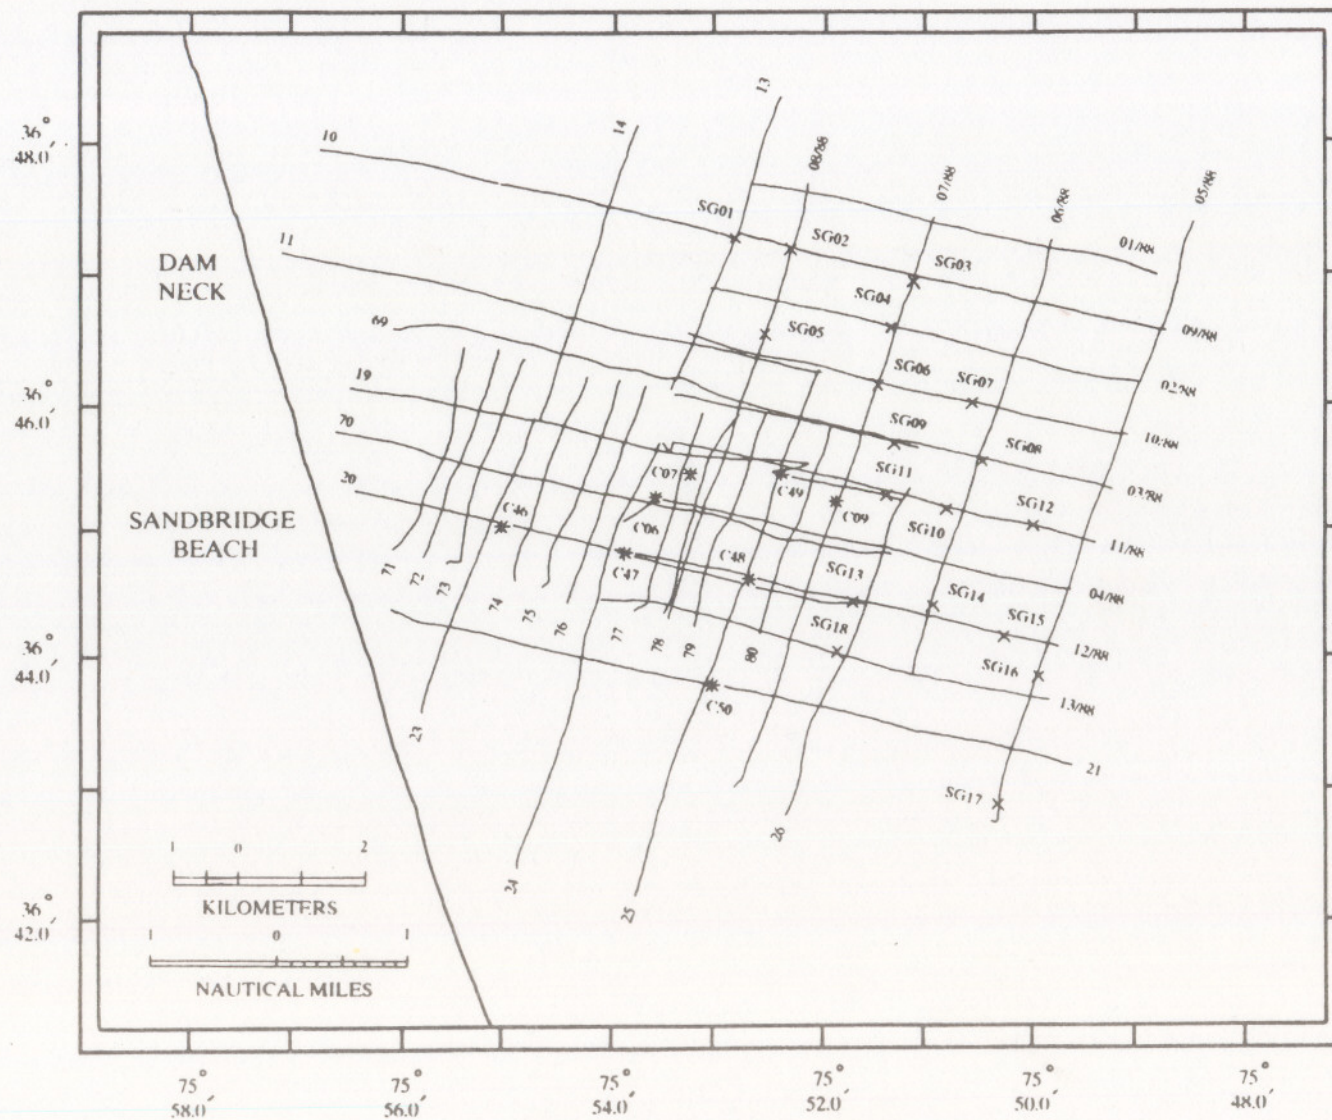 13
14
08/88
07/88
06/88
05/88
36°
48.0'
10
SG01
SG02
01/88
11
SG03
DAM
NECK
SG04
69
SG05
09/88
02/88
36°
46.0'
19
SG06
SG07
10/88
70
SG09
SG08
20
C07
C49
SG11
03/88
C46
C06
C09
SG10
SG12
SANDBRIDGE
BEACH
11/88
C47
C48
SG13
71
72
73
74
75
76
77
78
79
80
04/88
SG14
SG15
SG18
12/88
36°
44.0'
SG16
C50
13/88
23
21
SG17
26
1 0 2
KILOMETERS
24
25
36°
42.0'
1 0 1
NAUTICAL MILES
75°
58.0'
75°
56.0'
75°
54.0'
75°
52.0'
75°
50.0'
75°
48.0'